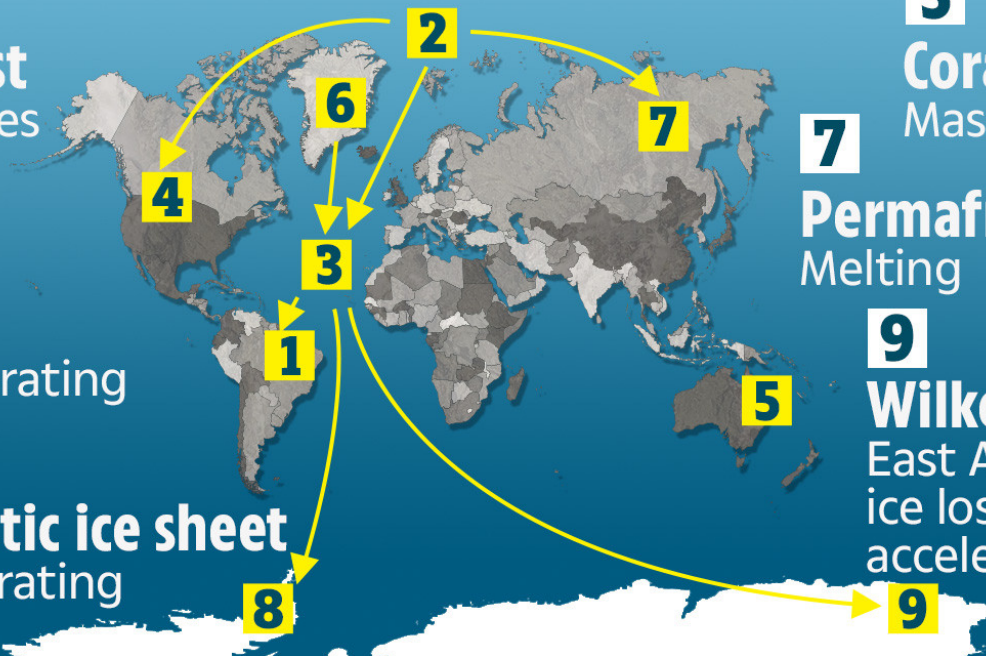 2
5
st
Cora
es
Mas
6
7
7
4
Permafr
Melting
3
9
1
rating
5
Wilke
East A
ice los
accele
tic ice sheet
rating
8
9